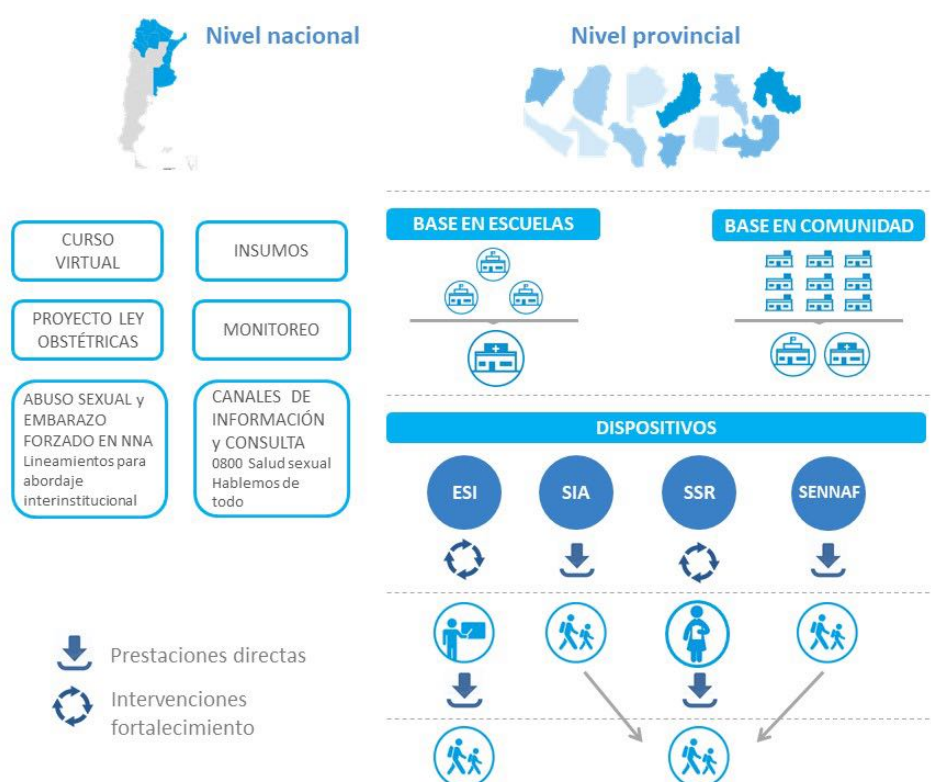 Nivel nacional
Nivel provincial
CURSO
VIRTUAL
INSUMOS
PROYECTO LEY
OBSTÉTRICAS
MONITOREO
ABUSO SEXUAL y
EMBARAZO
FORZADO EN NNA
Lineamientos para
abordaje
interinstitucional
CANALES DE
INFORMACIÓN
y CONSULTA
0800 Salud sexual
Hablemos de
todo
Prestaciones directas
Intervenciones
fortalecimiento
BASE EN ESCUELAS
BASE EN COMUNIDAD
DISPOSITIVOS
ESI
SIA
SSR
SENNAF